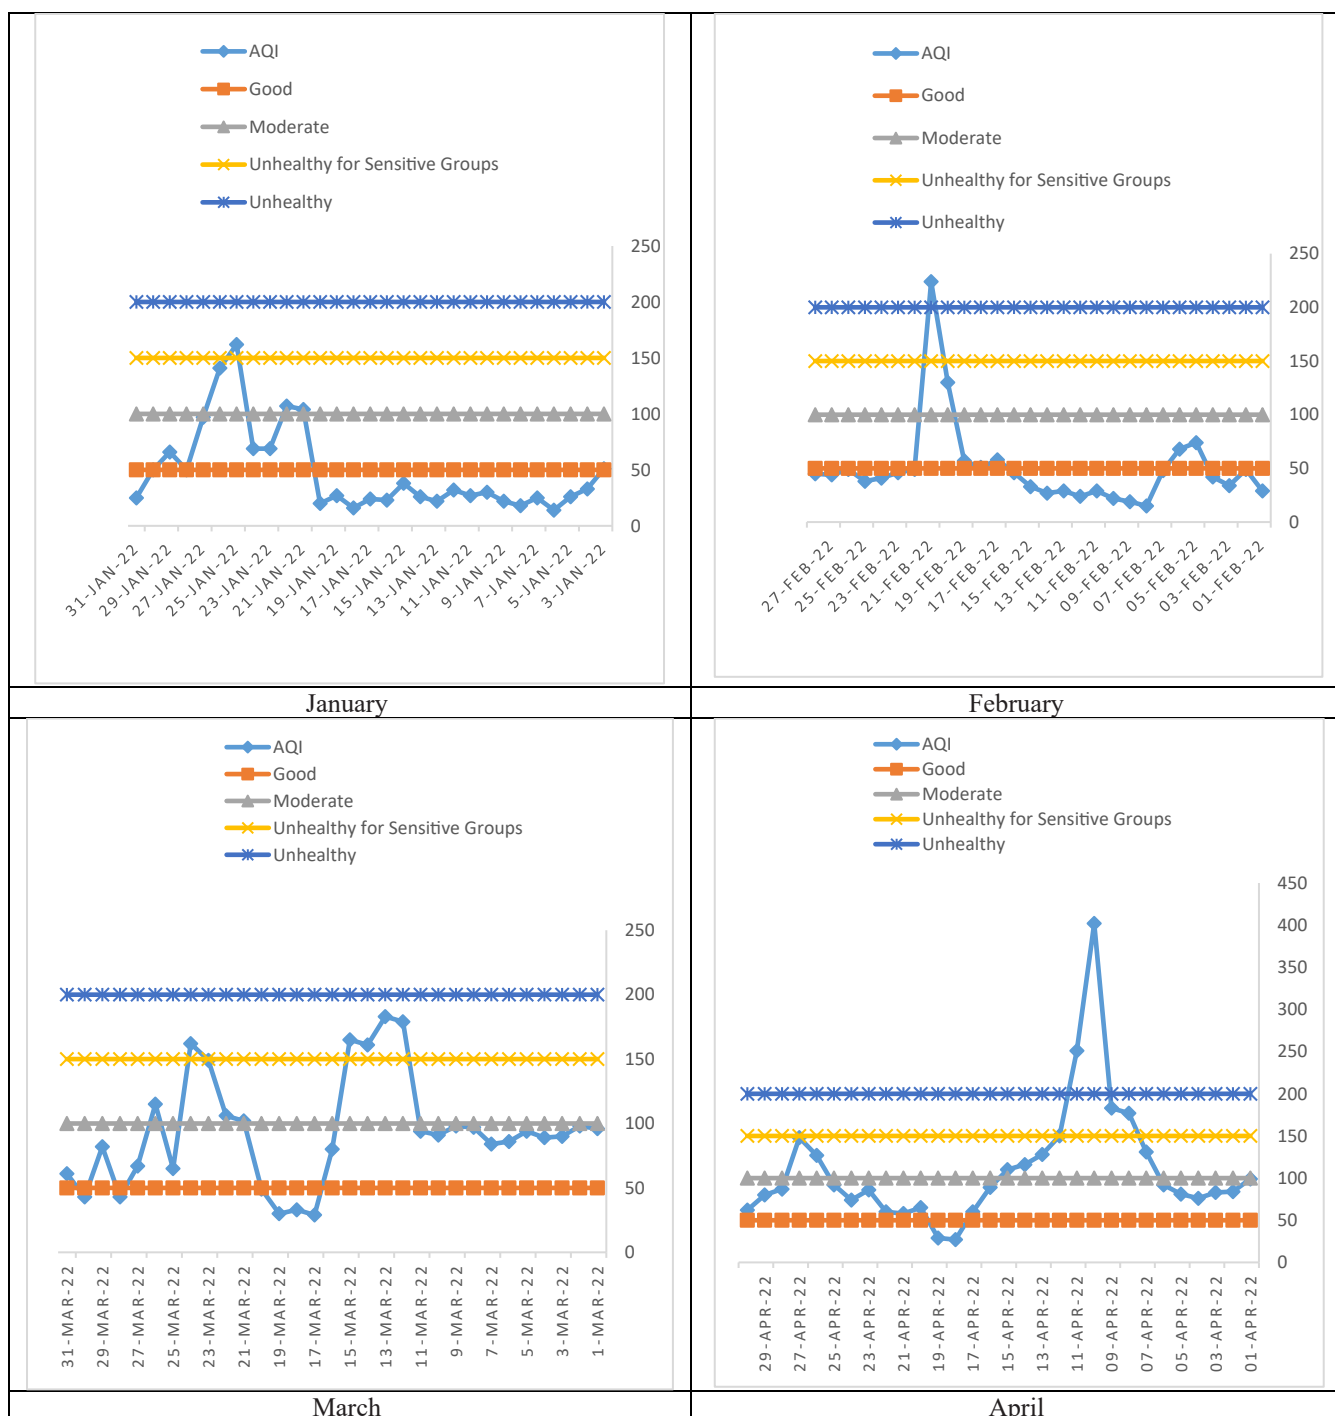 AQI
Good
Moderate
Unhealthy for Sensitive Groups
Unhealthy
250
200
150
100
50
0
31-JAN-22
29-JAN-22
27-JAN-22
25-JAN-22
23-JAN-22
21-JAN-22
19-JAN-22
17-JAN-22
15-JAN-22
13-JAN-22
11-JAN-22
9-JAN-22
7-JAN-22
5-JAN-22
3-JAN-22
January
AQI
Good
Moderate
Unhealthy for Sensitive Groups
Unhealthy
250
200
150
100
50
0
27-FEB-22
25-FEB-22
23-FEB-22
21-FEB-22
19-FEB-22
17-FEB-22
15-FEB-22
13-FEB-22
11-FEB-22
09-FEB-22
07-FEB-22
05-FEB-22
03-FEB-22
01-FEB-22
February
AQI
Good
Moderate
Unhealthy for Sensitive Groups
Unhealthy
250
200
150
100
50
0
31-MAR-22
29-MAR-22
27-MAR-22
25-MAR-22
23-MAR-22
21-MAR-22
19-MAR-22
17-MAR-22
15-MAR-22
13-MAR-22
11-MAR-22
9-MAR-22
7-MAR-22
5-MAR-22
3-MAR-22
1-MAR-22
March
AQI
Good
Moderate
Unhealthy for Sensitive Groups
Unhealthy
450
400
350
300
250
200
150
100
50
0
29-APR-22
27-APR-22
25-APR-22
23-APR-22
21-APR-22
19-APR-22
17-APR-22
15-APR-22
13-APR-22
11-APR-22
09-APR-22
07-APR-22
05-APR-22
03-APR-22
01-APR-22
April